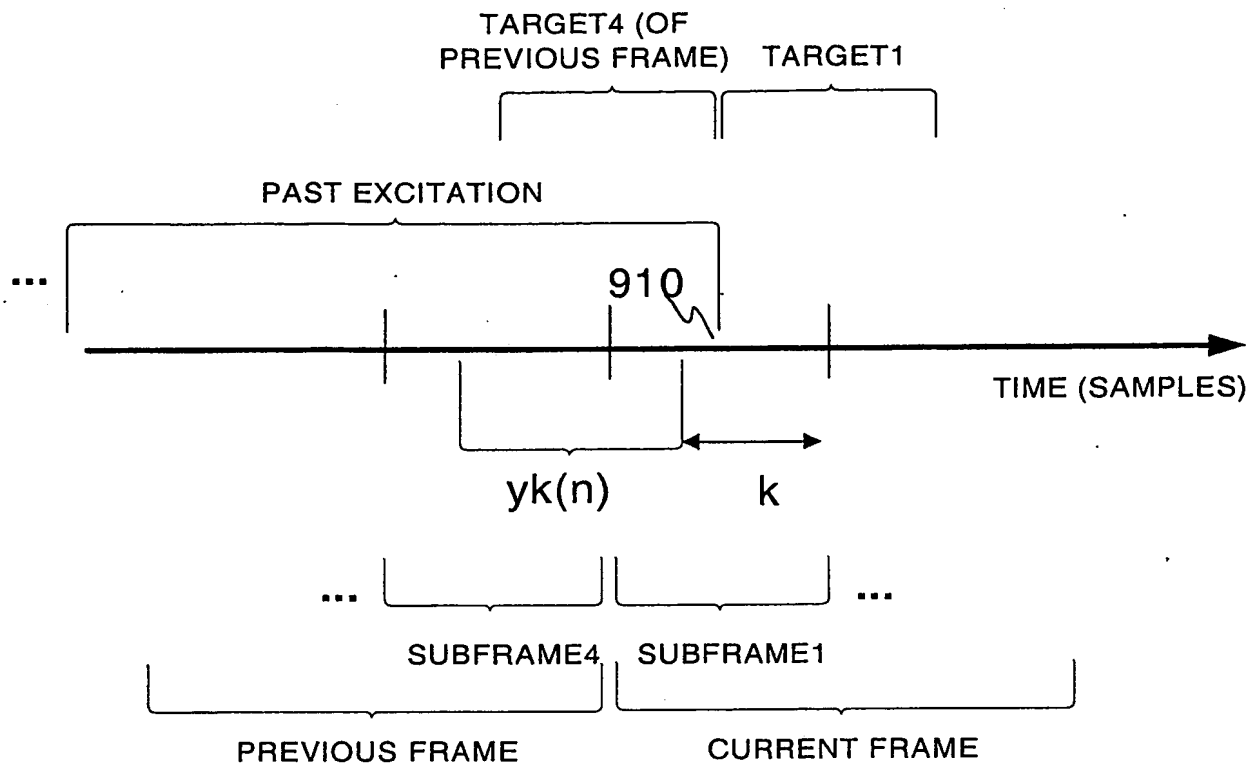 TARGET4 (OF
PREVIOUS FRAME)
TARGET1
PAST EXCITATION
...
910
TIME (SAMPLES)
yk(n)
k
...
...
SUBFRAME4
SUBFRAME1
PREVIOUS FRAME
CURRENT FRAME